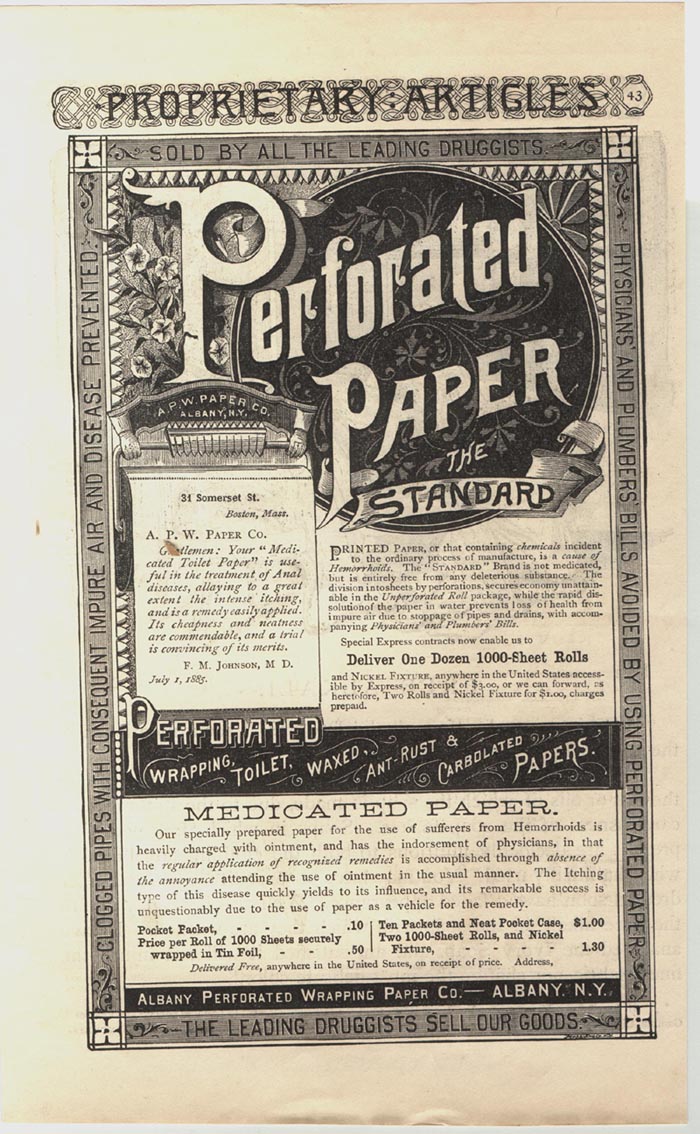 PROPRIETARY ARTICLES
43
SOLD BY ALL THE LEADING DRUGGISTS.
CLOGGED PIPES WITH CONSEQUENT IMPURE AIR AND DISEASE PREVENTED.
PHYSICIANS' AND PLUMBERS BILLS AVOIDED BY USING PERFORATED PAPER
Perforated
PAPER
THE
STANDARD
A.P.W. PAPER CO.
ALBANY, N.Y.
31 Somerset St.
Boston, Mass.
A. P. W. PAPER CO.
Gentlemen: Your "Medi-
cated Toilet Paper" is use-
ful in the treatment of Anal
diseases, allaying to a great
extent the intense itching,
and is a remedy easily applied.
Its cheapness and neatness
are commendable, and a trial
is convincing of its merits.
F. M. JOHNSON, M D.
July 1, 1885.
PRINTED PAPER, or that containing chemicals incident
to the ordinary process of manufacture, is a cause of
Hemorrhoids. The "STANDARD" Brand is not medicated,
but is entirely free from any deleterious substance. The
division into sheets by perforations, secures economy unattain-
able in the Unperforated Roll package, while the rapid dis-
solution of the paper in water prevents loss of health from
impure air due to stoppage of pipes and drains, with accom-
panying Physicians' and Plumbers' Bills.
Special Express contracts now enable us to
Deliver One Dozen 1000-Sheet Rolls
and NICKEL FIXTURE, anywhere in the United States access-
ible by Express, on receipt of $3.00, or we can forward, as
heretofore, Two Rolls and Nickel Fixture for $1.00, charges
prepaid.
PERFORATED
WRAPPING, TOILET, WAXED, ANT-RUST & CARBOLATED PAPERS.
MEDICATED PAPER.
Our specially prepared paper for the use of sufferers from Hemorrhoids is
heavily charged with ointment, and has the indorsement of physicians, in that
the regular application of recognized remedies is accomplished through absence of
the annoyance attending the use of ointment in the usual manner. The Itching
type of this disease quickly yields to its influence, and its remarkable success is
unquestionably due to the use of paper as a vehicle for the remedy.
Pocket Packet, - - - - .10
Price per Roll of 1000 Sheets securely
wrapped in Tin Foil, - - .50
Ten Packets and Neat Pocket Case, $1.00
Two 1000-Sheet Rolls, and Nickel
Fixture, - - - - - 1.30
Delivered Free, anywhere in the United States, on receipt of price. Address,
ALBANY PERFORATED WRAPPING PAPER CO.—ALBANY. N.Y.
THE LEADING DRUGGISTS SELL OUR GOODS.